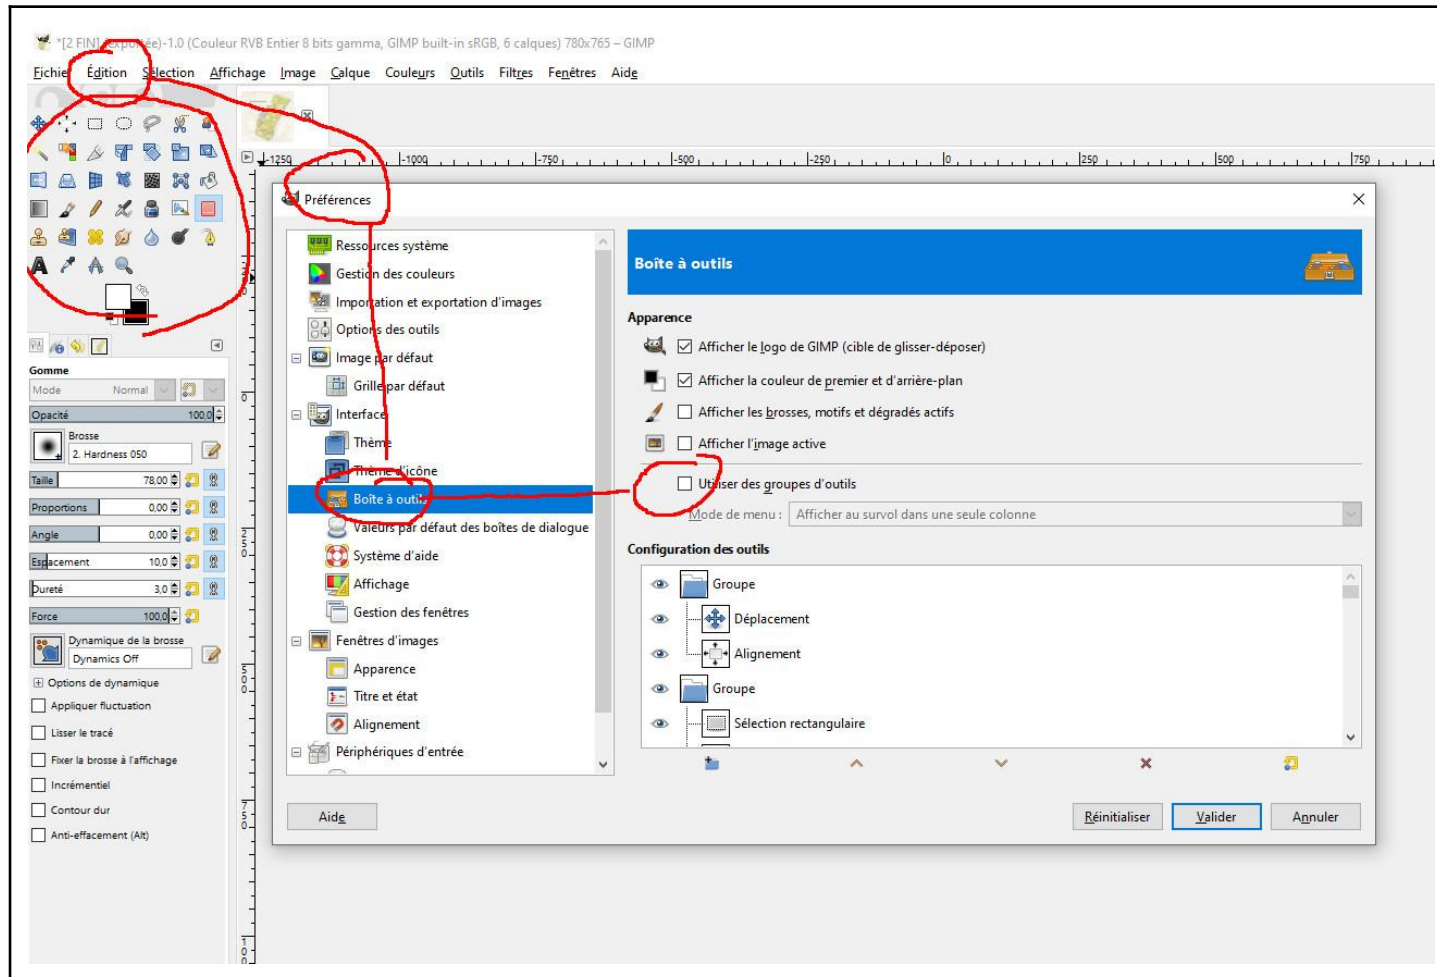 *[2 FIN] (exportée)-1.0 (Couleur RVB Entier 8 bits gamma, GIMP built-in sRGB, 6 calques) 780x765 – GIMP
Fichier Édition Sélection Affichage Image Calque Couleurs Outils Filtres Fenêtres Aide
-1250 -1000 -750 -500 -250 0 250 500 750
Préférences
Ressources système
Gestion des couleurs
Importation et exportation d'images
Options des outils
Image par défaut
Grille par défaut
Interface
Thème
Thème d'icône
Boîte à outils
Valeurs par défaut des boîtes de dialogue
Système d'aide
Affichage
Gestion des fenêtres
Fenêtres d'images
Apparence
Titre et état
Alignement
Périphériques d'entrée
Boîte à outils
Apparence
Afficher le logo de GIMP (cible de glisser-déposer)
Afficher la couleur de premier et d'arrière-plan
Afficher les brosses, motifs et dégradés actifs
Afficher l'image active
Utiliser des groupes d'outils
Mode de menu : Afficher au survol dans une seule colonne
Configuration des outils
Groupe
Déplacement
Alignement
Groupe
Sélection rectangulaire
Aide Réinitialiser Valider Annuler
Gomme
Mode Normal
Opacité 100,0
Brosse
2. Hardness 050
Taille 78,00
Proportions 0,00
Angle 0,00
Espacement 10,0
Dureté 3,0
Force 100,0
Dynamique de la brosse
Dynamics Off
Options de dynamique
Appliquer fluctuation
Lisser le tracé
Fixer la brosse à l'affichage
Incrémentiel
Contour dur
Anti-effacement (Alt)
0
250
500
750